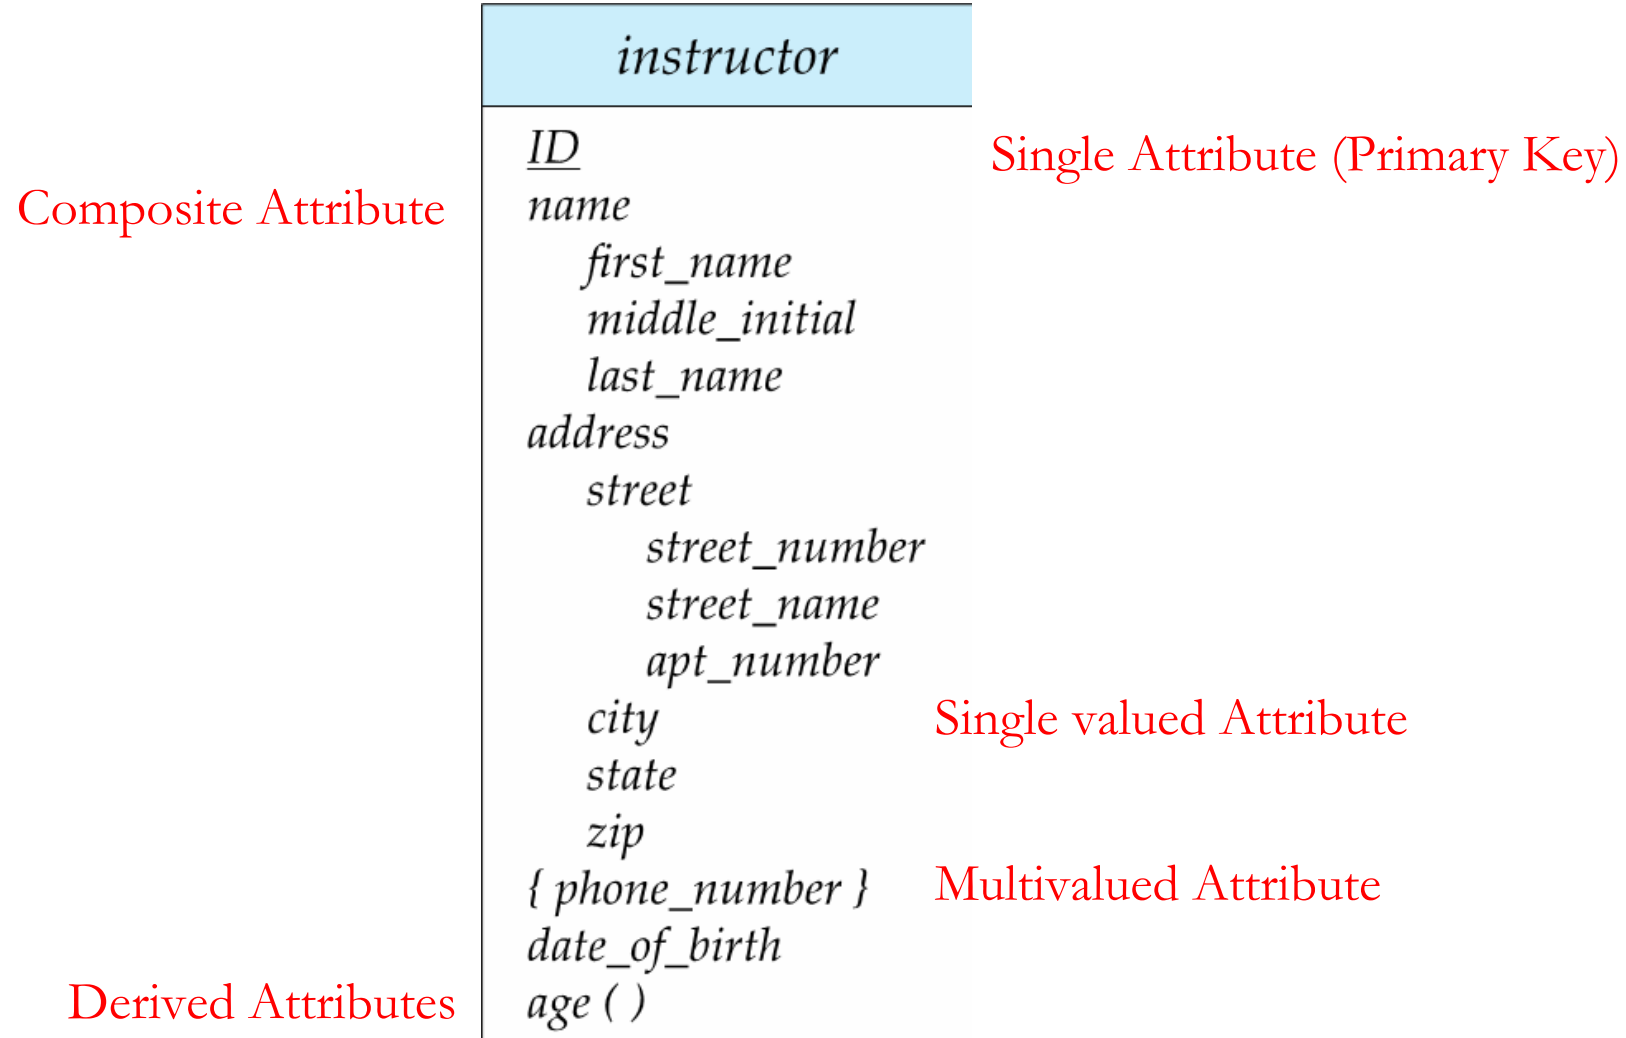 instructor
ID
Single Attribute (Primary Key)
Composite Attribute
name
first_name
middle_initial
last_name
address
street
street_number
street_name
apt_number
city
Single valued Attribute
state
zip
{ phone_number }
Multivalued Attribute
date_of_birth
Derived Attributes
age ( )